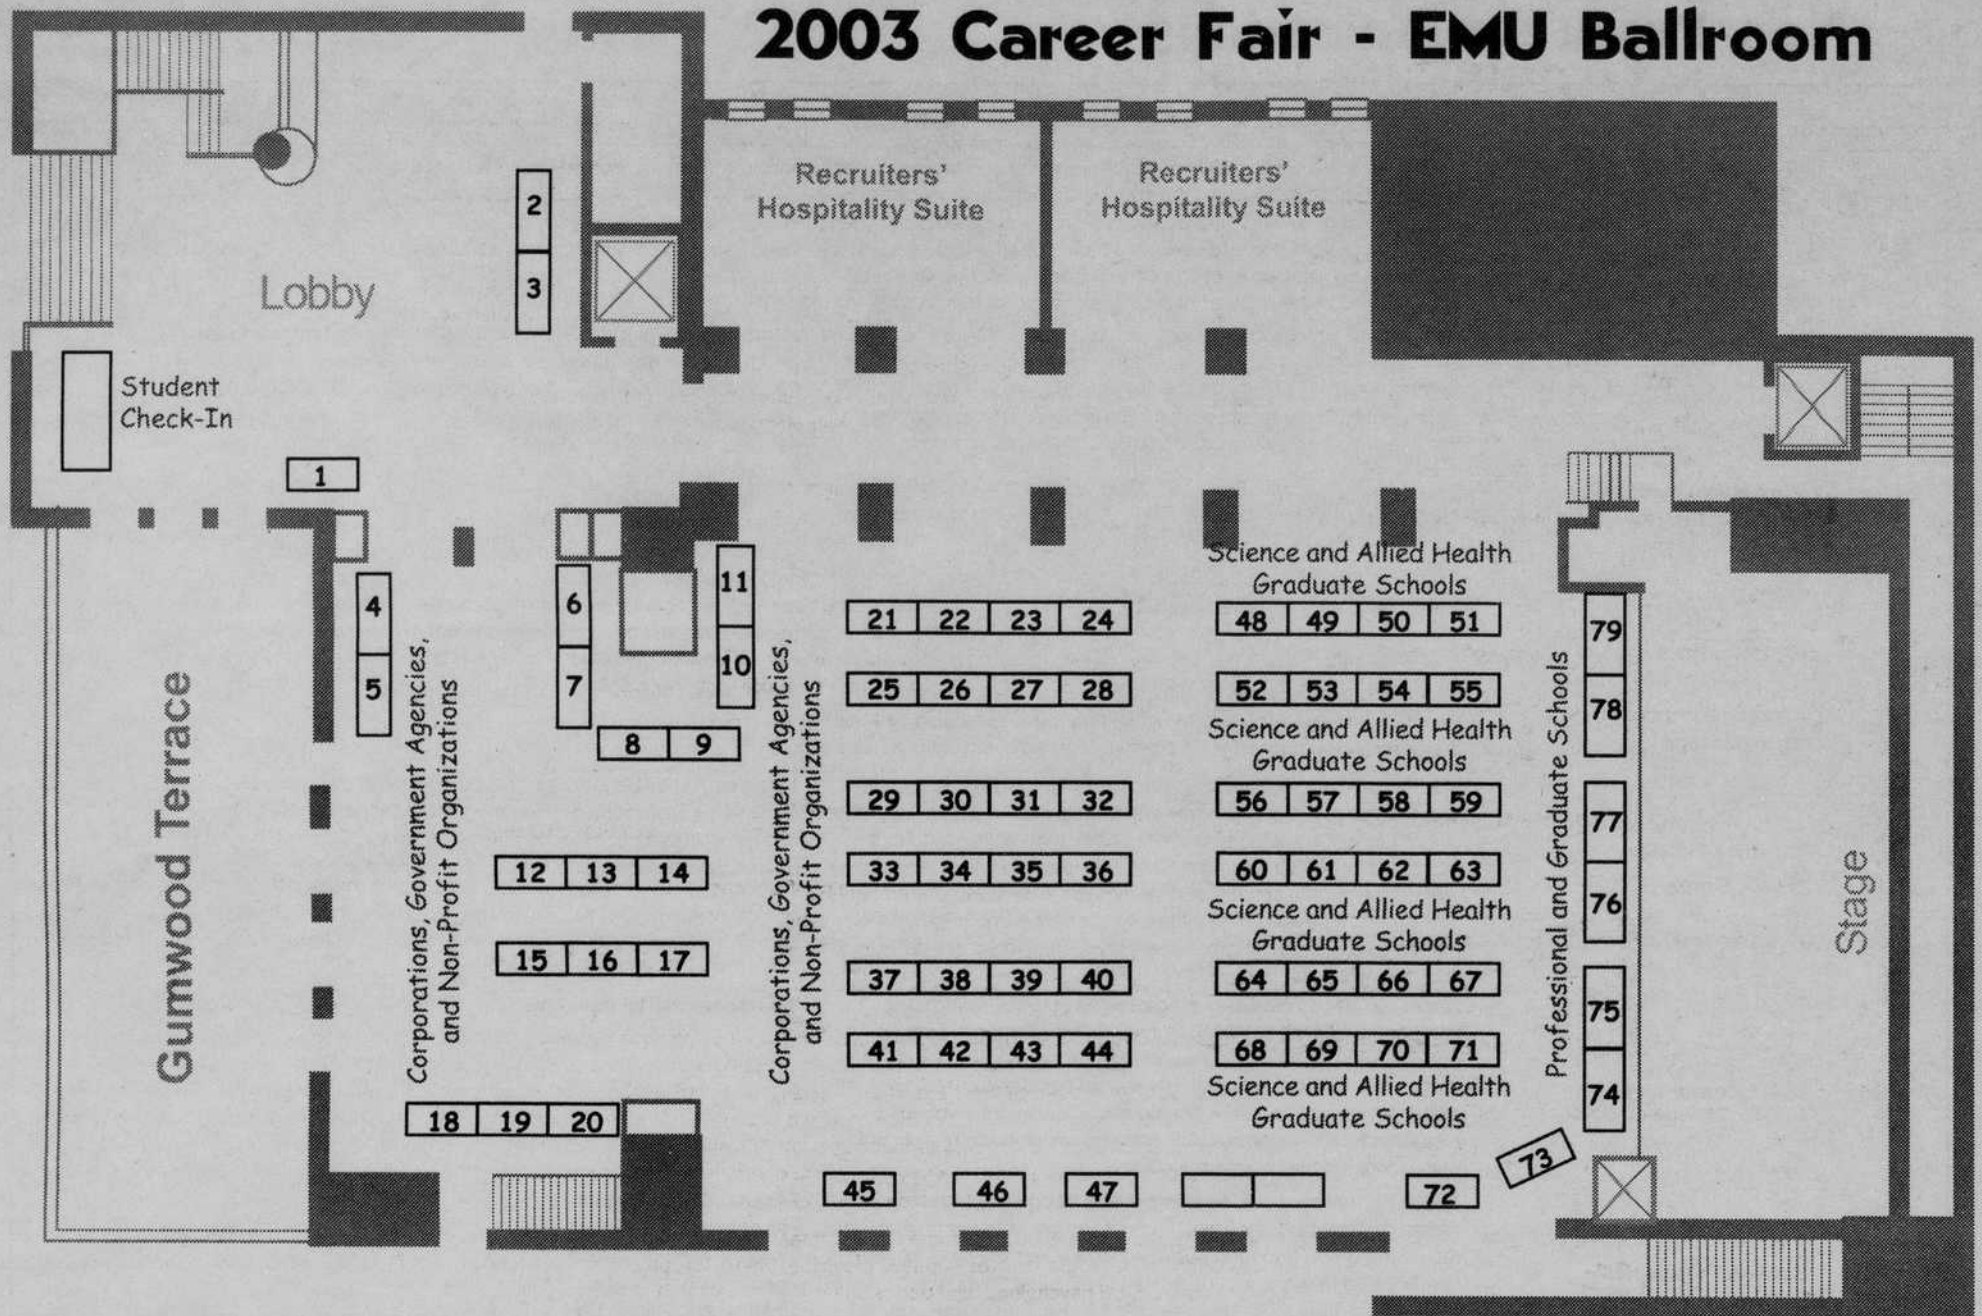 2003 Career Fair - EMU Ballroom
Recruiters'
Hospitality Suite
Recruiters'
Hospitality Suite
2
3
Lobby
Student
Check-In
1
4
5
6
7
11
10
8 9
Gumwood Terrace
Corporations, Government Agencies,
and Non-Profit Organizations
Corporations, Government Agencies,
and Non-Profit Organizations
12 13 14
15 16 17
18 19 20
21 22 23 24
25 26 27 28
29 30 31 32
33 34 35 36
37 38 39 40
41 42 43 44
45 46 47
Science and Allied Health
Graduate Schools
48 49 50 51
52 53 54 55
Science and Allied Health
Graduate Schools
56 57 58 59
60 61 62 63
Science and Allied Health
Graduate Schools
64 65 66 67
68 69 70 71
Science and Allied Health
Graduate Schools
72
73
Professional and Graduate Schools
79
78
77
76
75
74
Stage